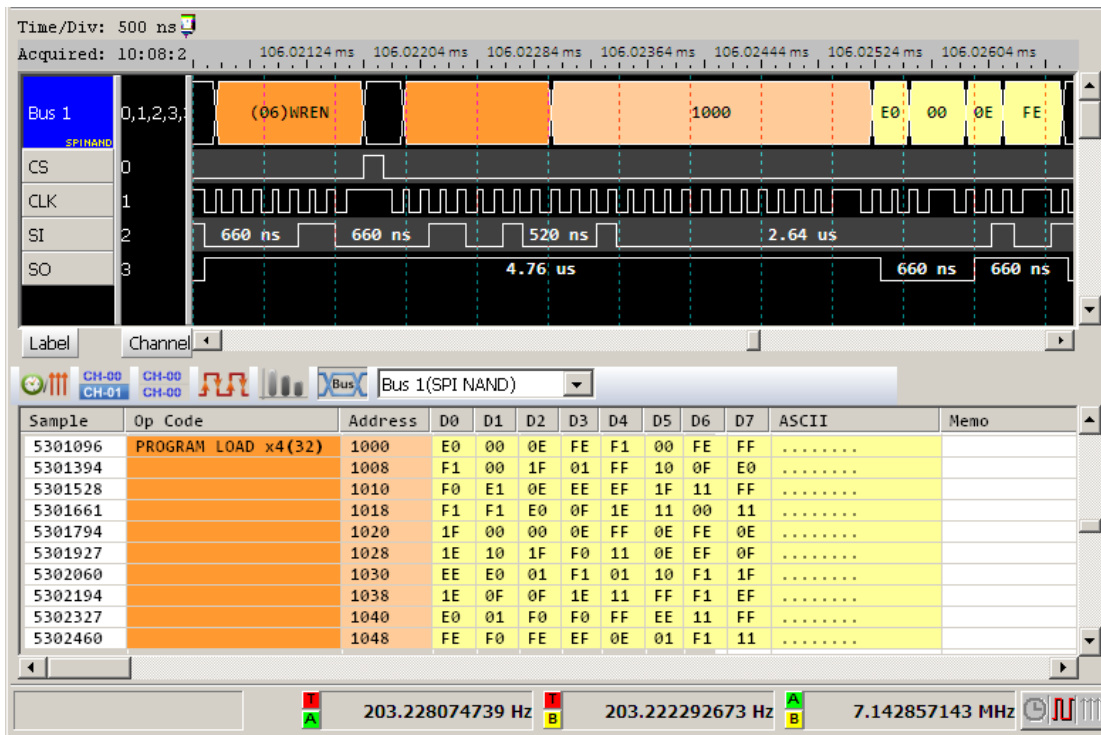 Time/Div: 500 ns
Acquired: 10:08:2
106.02124 ms 106.02204 ms 106.02284 ms 106.02364 ms 106.02444 ms 106.02524 ms 106.02604 ms
Bus 1 0,1,2,3, (06)WREN 1000 E0 00 0E FE
SPINAND
CS 0
CLK 1
SI 2 660 ns 660 ns 520 ns 2.64 us
SO 3 4.76 us 660 ns 660 ns
Label Channel
CH-00 CH-01 CH-00 CH-00 Bus Bus 1(SPI NAND)
Sample Op Code Address D0 D1 D2 D3 D4 D5 D6 D7 ASCII Memo
5301096 PROGRAM LOAD x4(32) 1000 E0 00 0E FE F1 00 FE FF ........
5301394 1008 F1 00 1F 01 FF 10 0F E0 ........
5301528 1010 F0 E1 0E EE EF 1F 11 FF ........
5301661 1018 F1 F1 E0 0F 1E 11 00 11 ........
5301794 1020 1F 00 00 0E FF 0E FE 0E ........
5301927 1028 1E 10 1F F0 11 0E EF 0F ........
5302060 1030 EE E0 01 F1 01 10 F1 1F ........
5302194 1038 1E 0F 0F 1E 11 FF F1 EF ........
5302327 1040 E0 01 F0 F0 FF EE 11 FF ........
5302460 1048 FE F0 FE EF 0E 01 F1 11 ........
T A 203.228074739 Hz T B 203.222292673 Hz A B 7.142857143 MHz